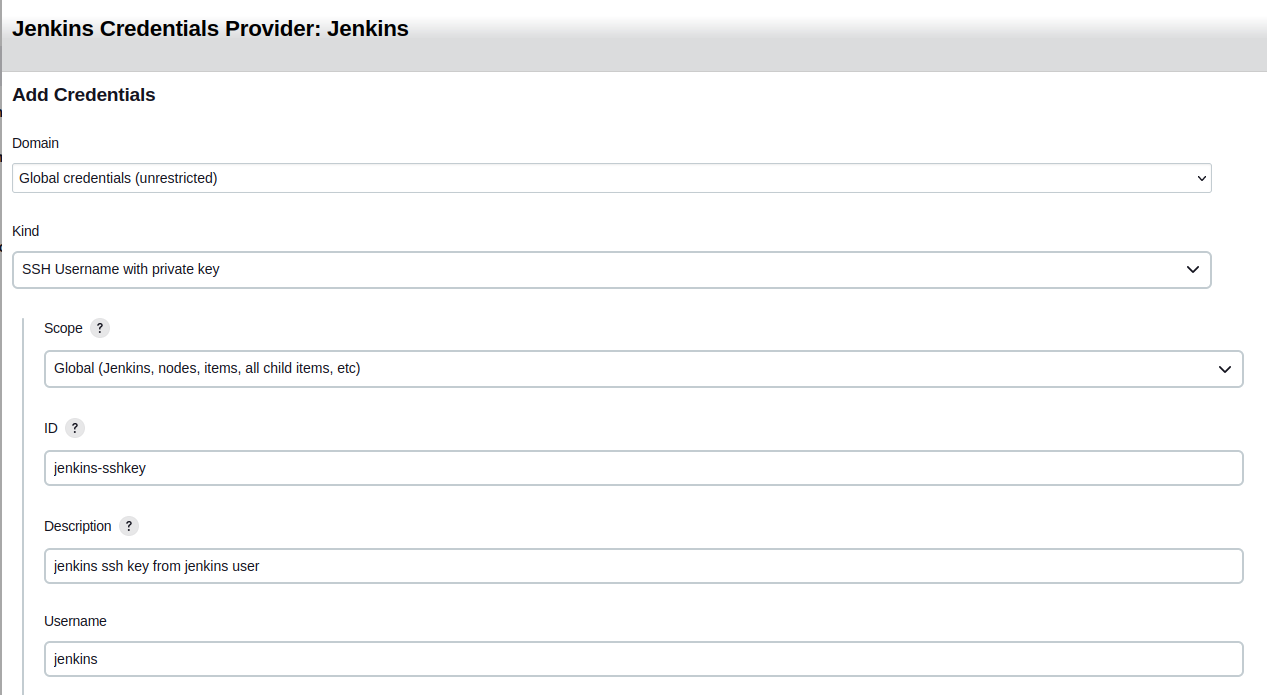 Jenkins Credentials Provider: Jenkins
Add Credentials
Domain
Global credentials (unrestricted)
Kind
SSH Username with private key
Scope ?
Global (Jenkins, nodes, items, all child items, etc)
ID ?
jenkins-sshkey
Description ?
jenkins ssh key from jenkins user
Username
jenkins